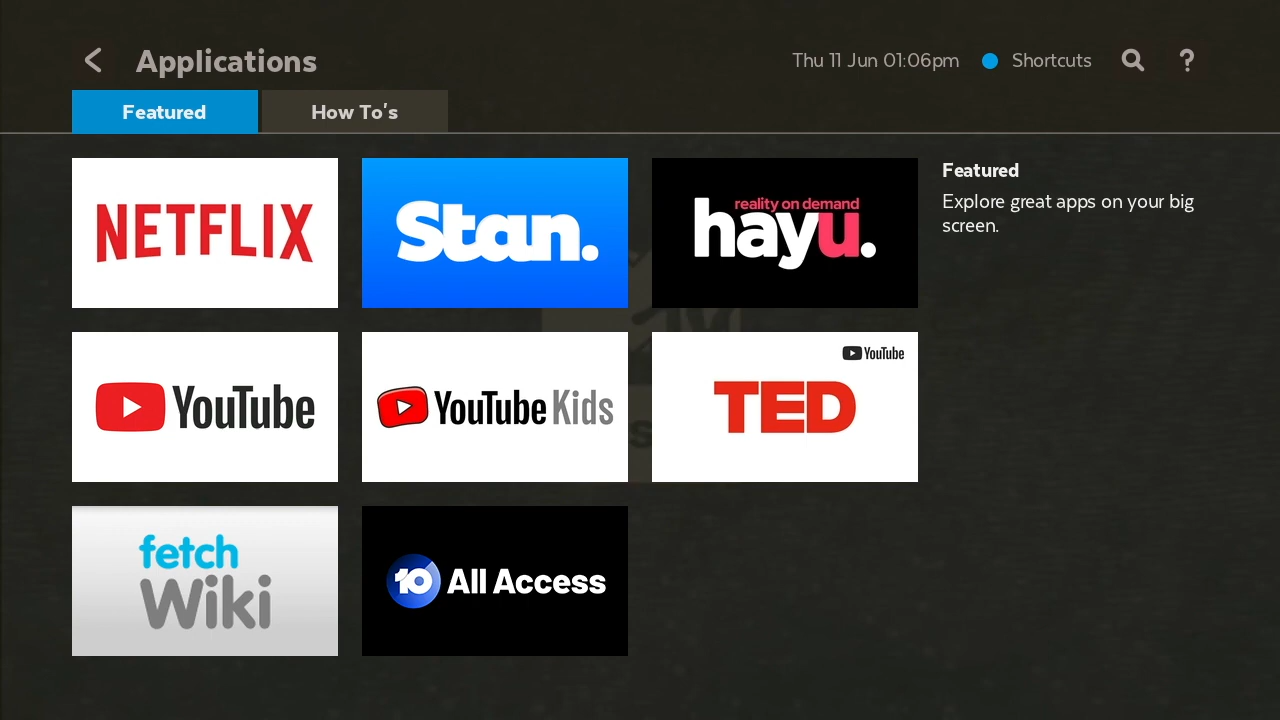 Applications
Thu 11 Jun 01:06pm
Shortcuts
?
Featured
How To's
NETFLIX
Stan.
reality on demand
hayu.
Featured
Explore great apps on your big
screen.
YouTube
YouTube Kids
YouTube
TED
fetch
Wiki
10 All Access